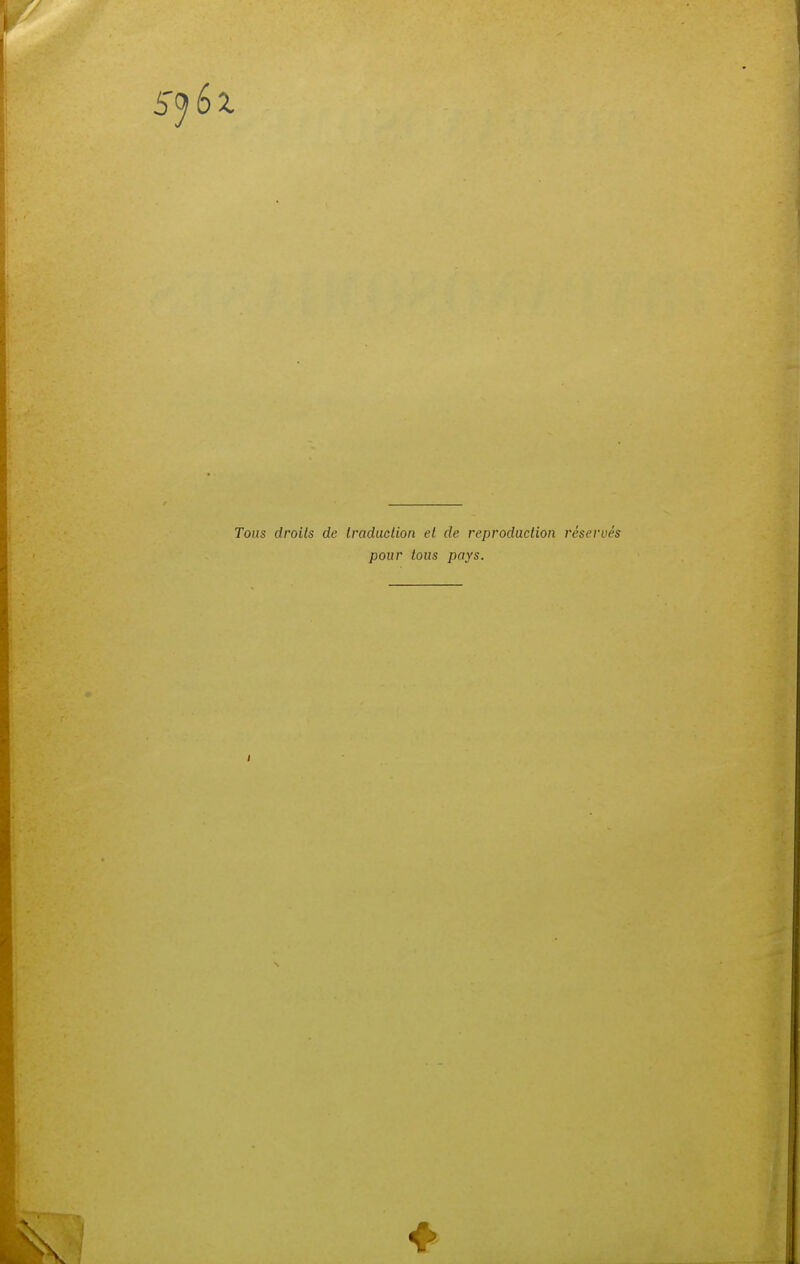 5962
Tous droits de traduction et de reproduction réservés
pour tous pays.